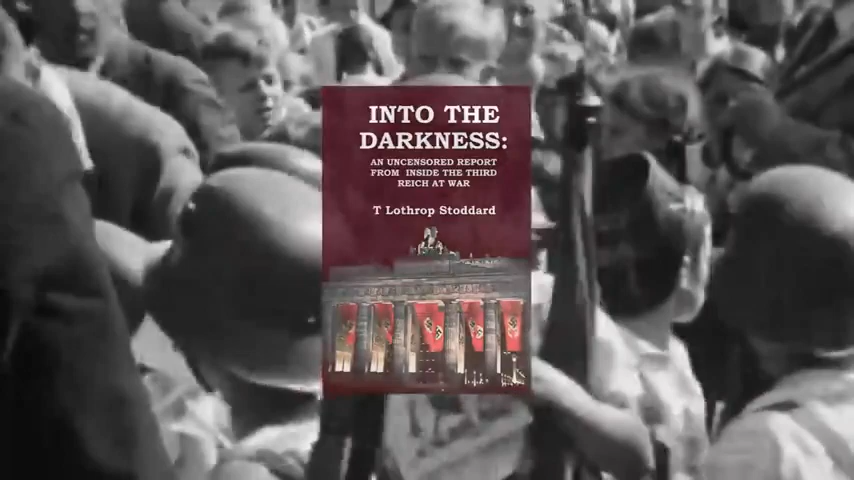 INTO THE
DARKNESS:
AN UNCENSORED REPORT
FROM INSIDE THE THIRD
REICH AT WAR
T Lothrop Stoddard